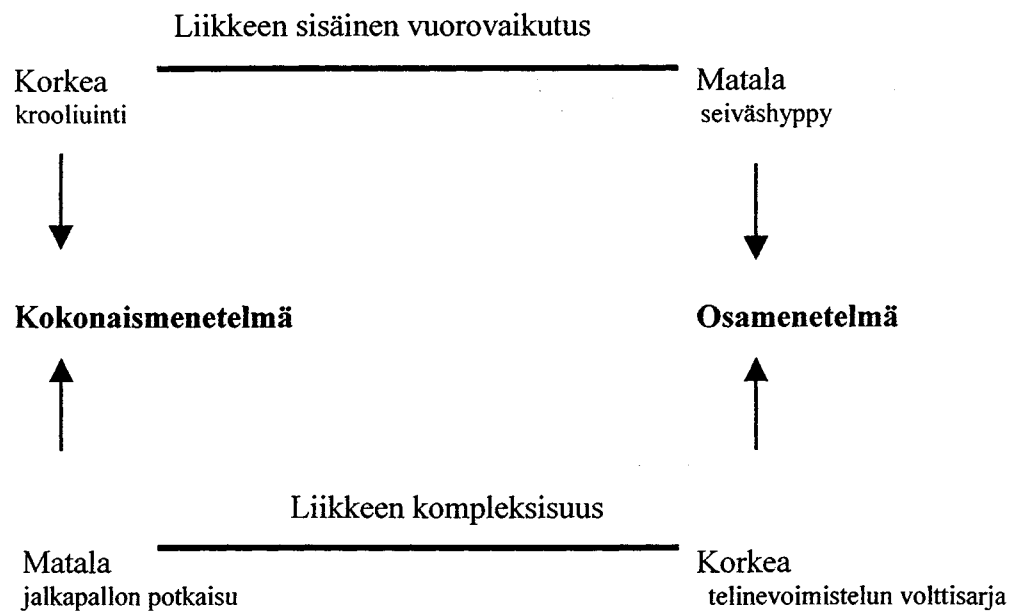 Liikkeen sisäinen vuorovaikutus
Korkea
krooliuinti
Matala
seiväshyppy
Kokonaismenetelmä
Osamenetelmä
Liikkeen kompleksisuus
Matala
jalkapallon potkaisu
Korkea
telinevoimistelun volttisarja